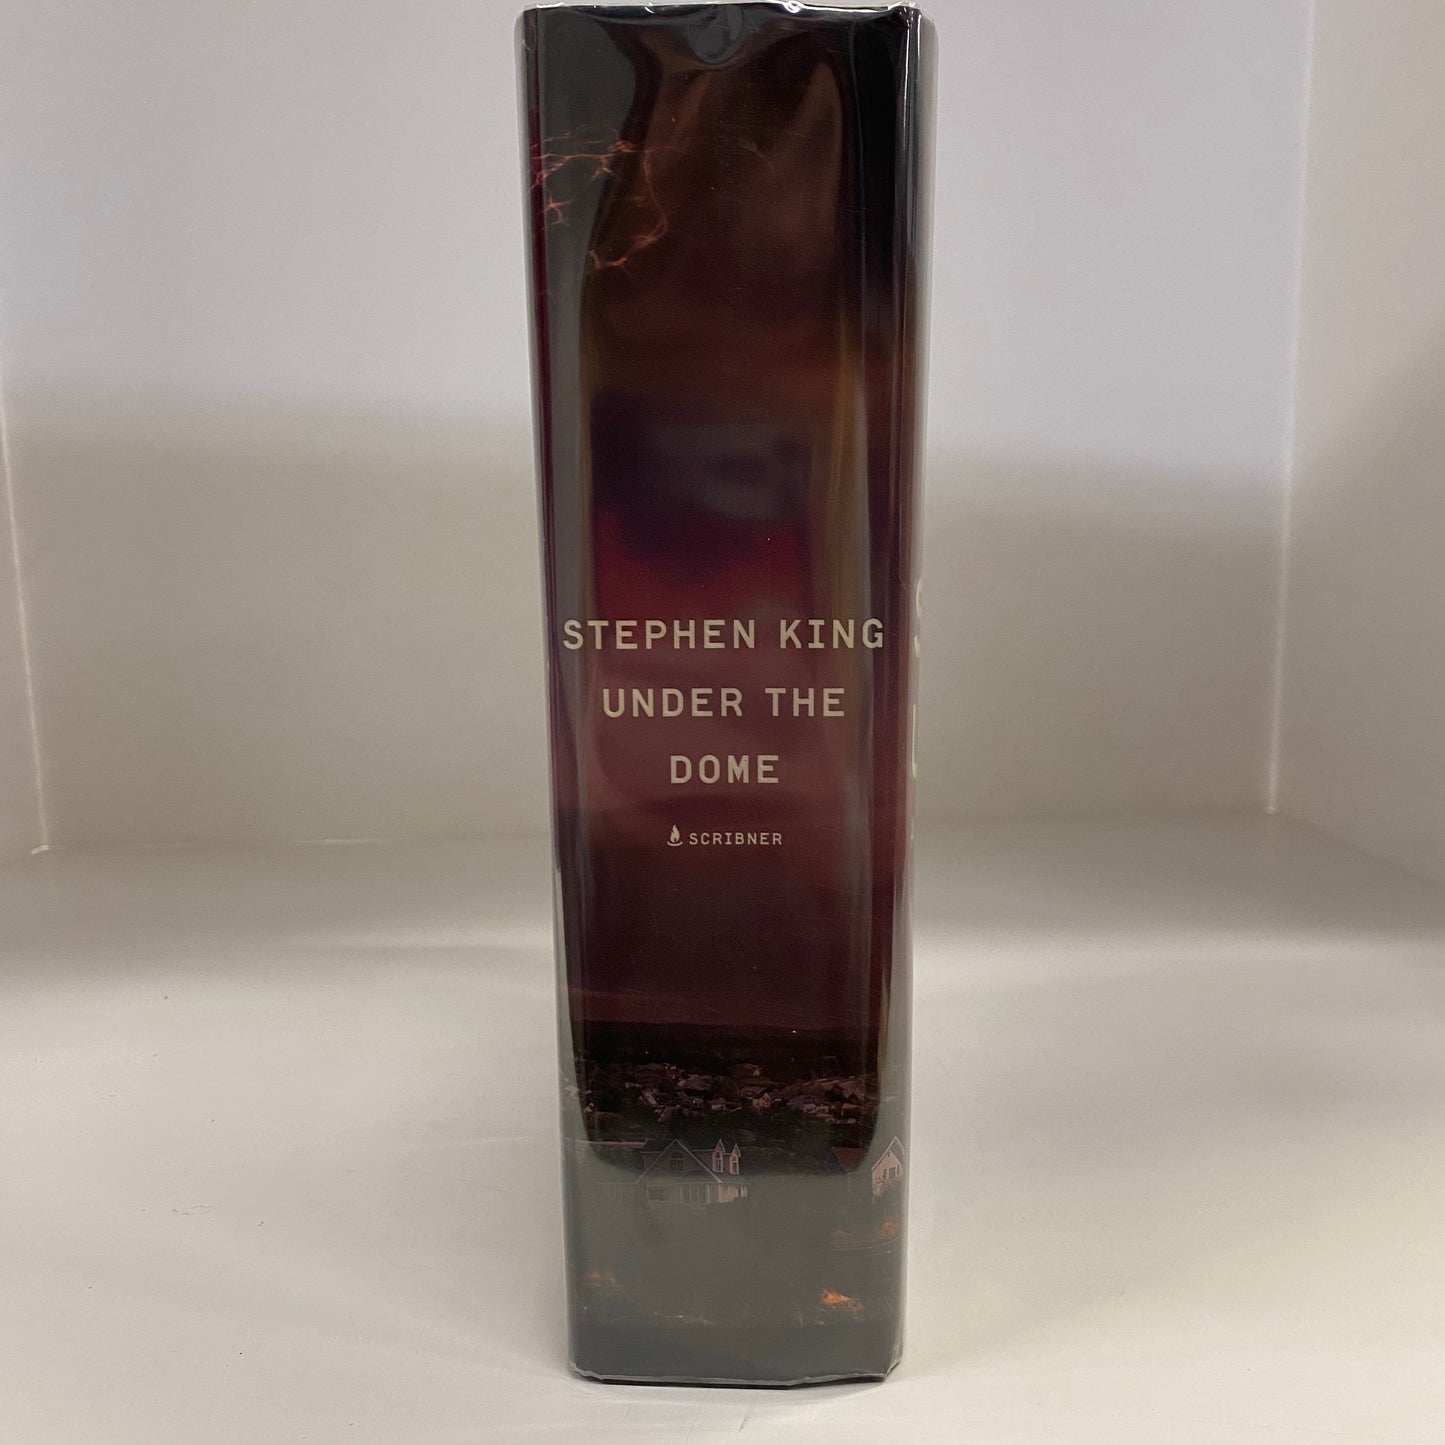 STEPHEN KING
UNDER THE
DOME
SCRIBNER